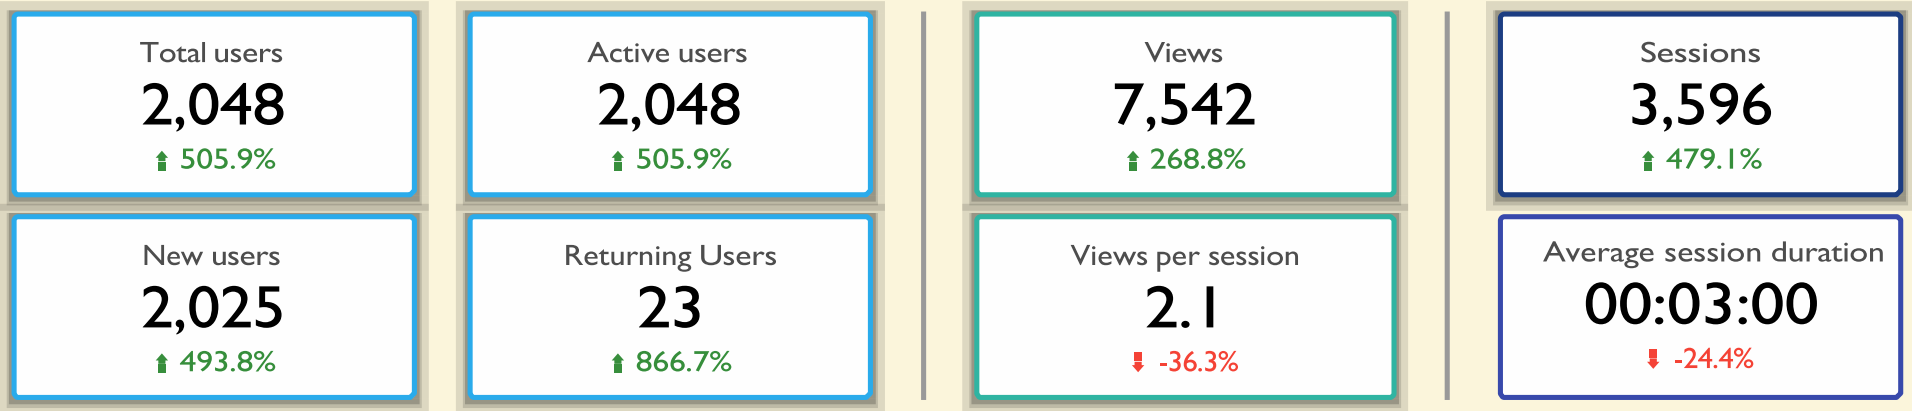 Total users
2,048
505.9%
Active users
2,048
505.9%
Views
7,542
268.8%
Sessions
3,596
479.1%
New users
2,025
493.8%
Returning Users
23
866.7%
Views per session
2.1
-36.3%
Average session duration
00:03:00
-24.4%